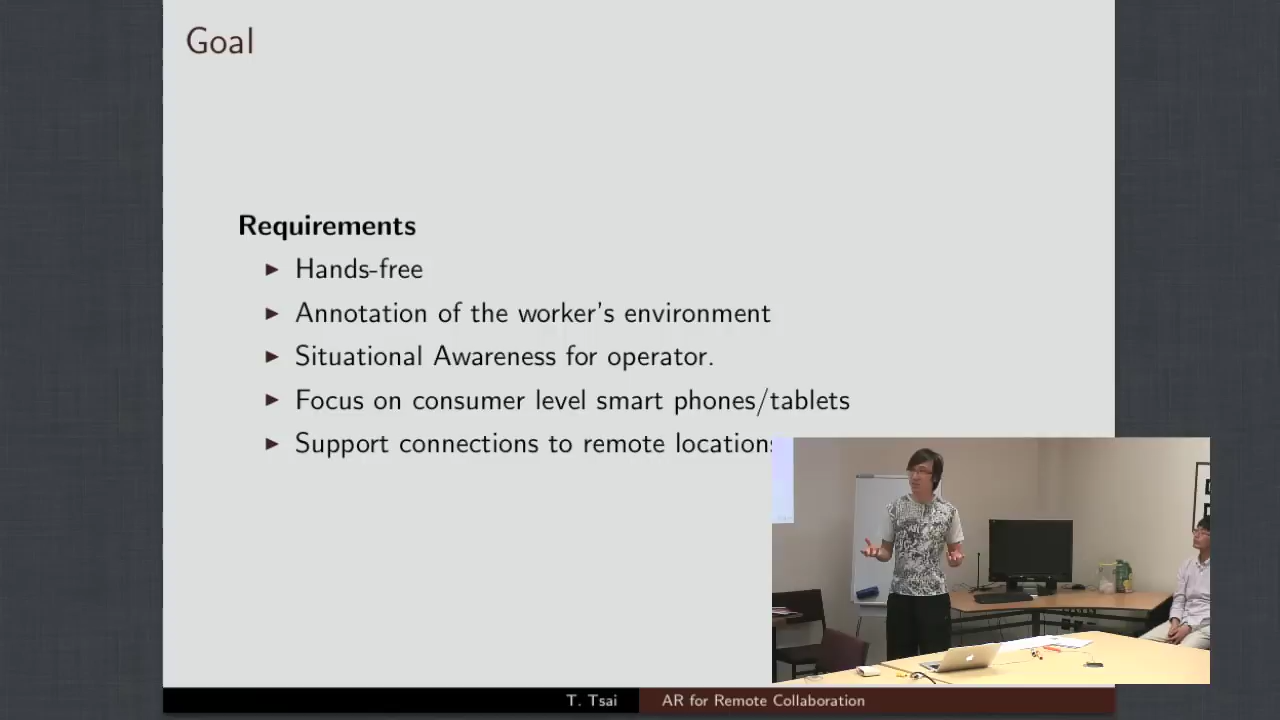 Goal
Requirements
▶ Hands-free
▶ Annotation of the worker's environment
▶ Situational Awareness for operator.
▶ Focus on consumer level smart phones/tablets
▶ Support connections to remote locations
T. Tsai
AR for Remote Collaboration